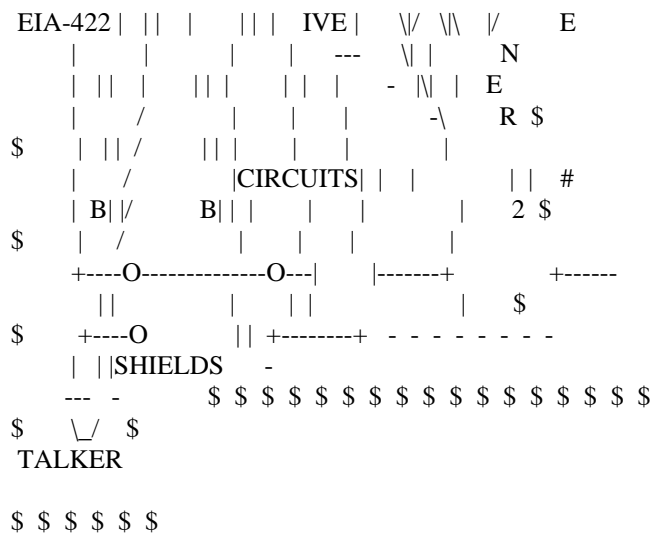 EIA-422 | | | | | | | IVE | \|/ \|\ |/ E
| | | | --- \| | N
| | | | | | | | | | - |\| | E
| / | | | -\ R $
$ | | | / | | | | | |
| / |CIRCUITS| | | | | #
| B| |/ B| | | | | | 2 $
$ | / | | | |
+----O---------------O---| |-------+ +------
| | | | | | $
$ +----O | | +--------+ - - - - - - - -
| | |SHIELDS -
--- - $ $ $ $ $ $ $ $ $ $ $ $ $ $ $ $ $
$ \_/ $
TALKER
$ $ $ $ $ $